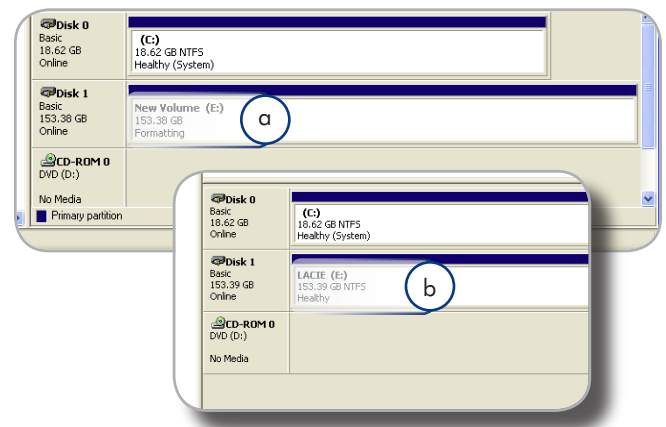 Disk 0
Basic
18.62 GB
Online
(C:)
18.62 GB NTFS
Healthy (System)
Disk 1
Basic
153.38 GB
Online
New Volume (E:)
153.38 GB
Formatting
a
CD-ROM 0
DVD (D:)
No Media
Primary partition
Disk 0
Basic
18.62 GB
Online
(C:)
18.62 GB NTFS
Healthy (System)
Disk 1
Basic
153.39 GB
Online
LACIE (E:)
153.39 GB NTFS
Healthy
b
CD-ROM 0
DVD (D:)
No Media